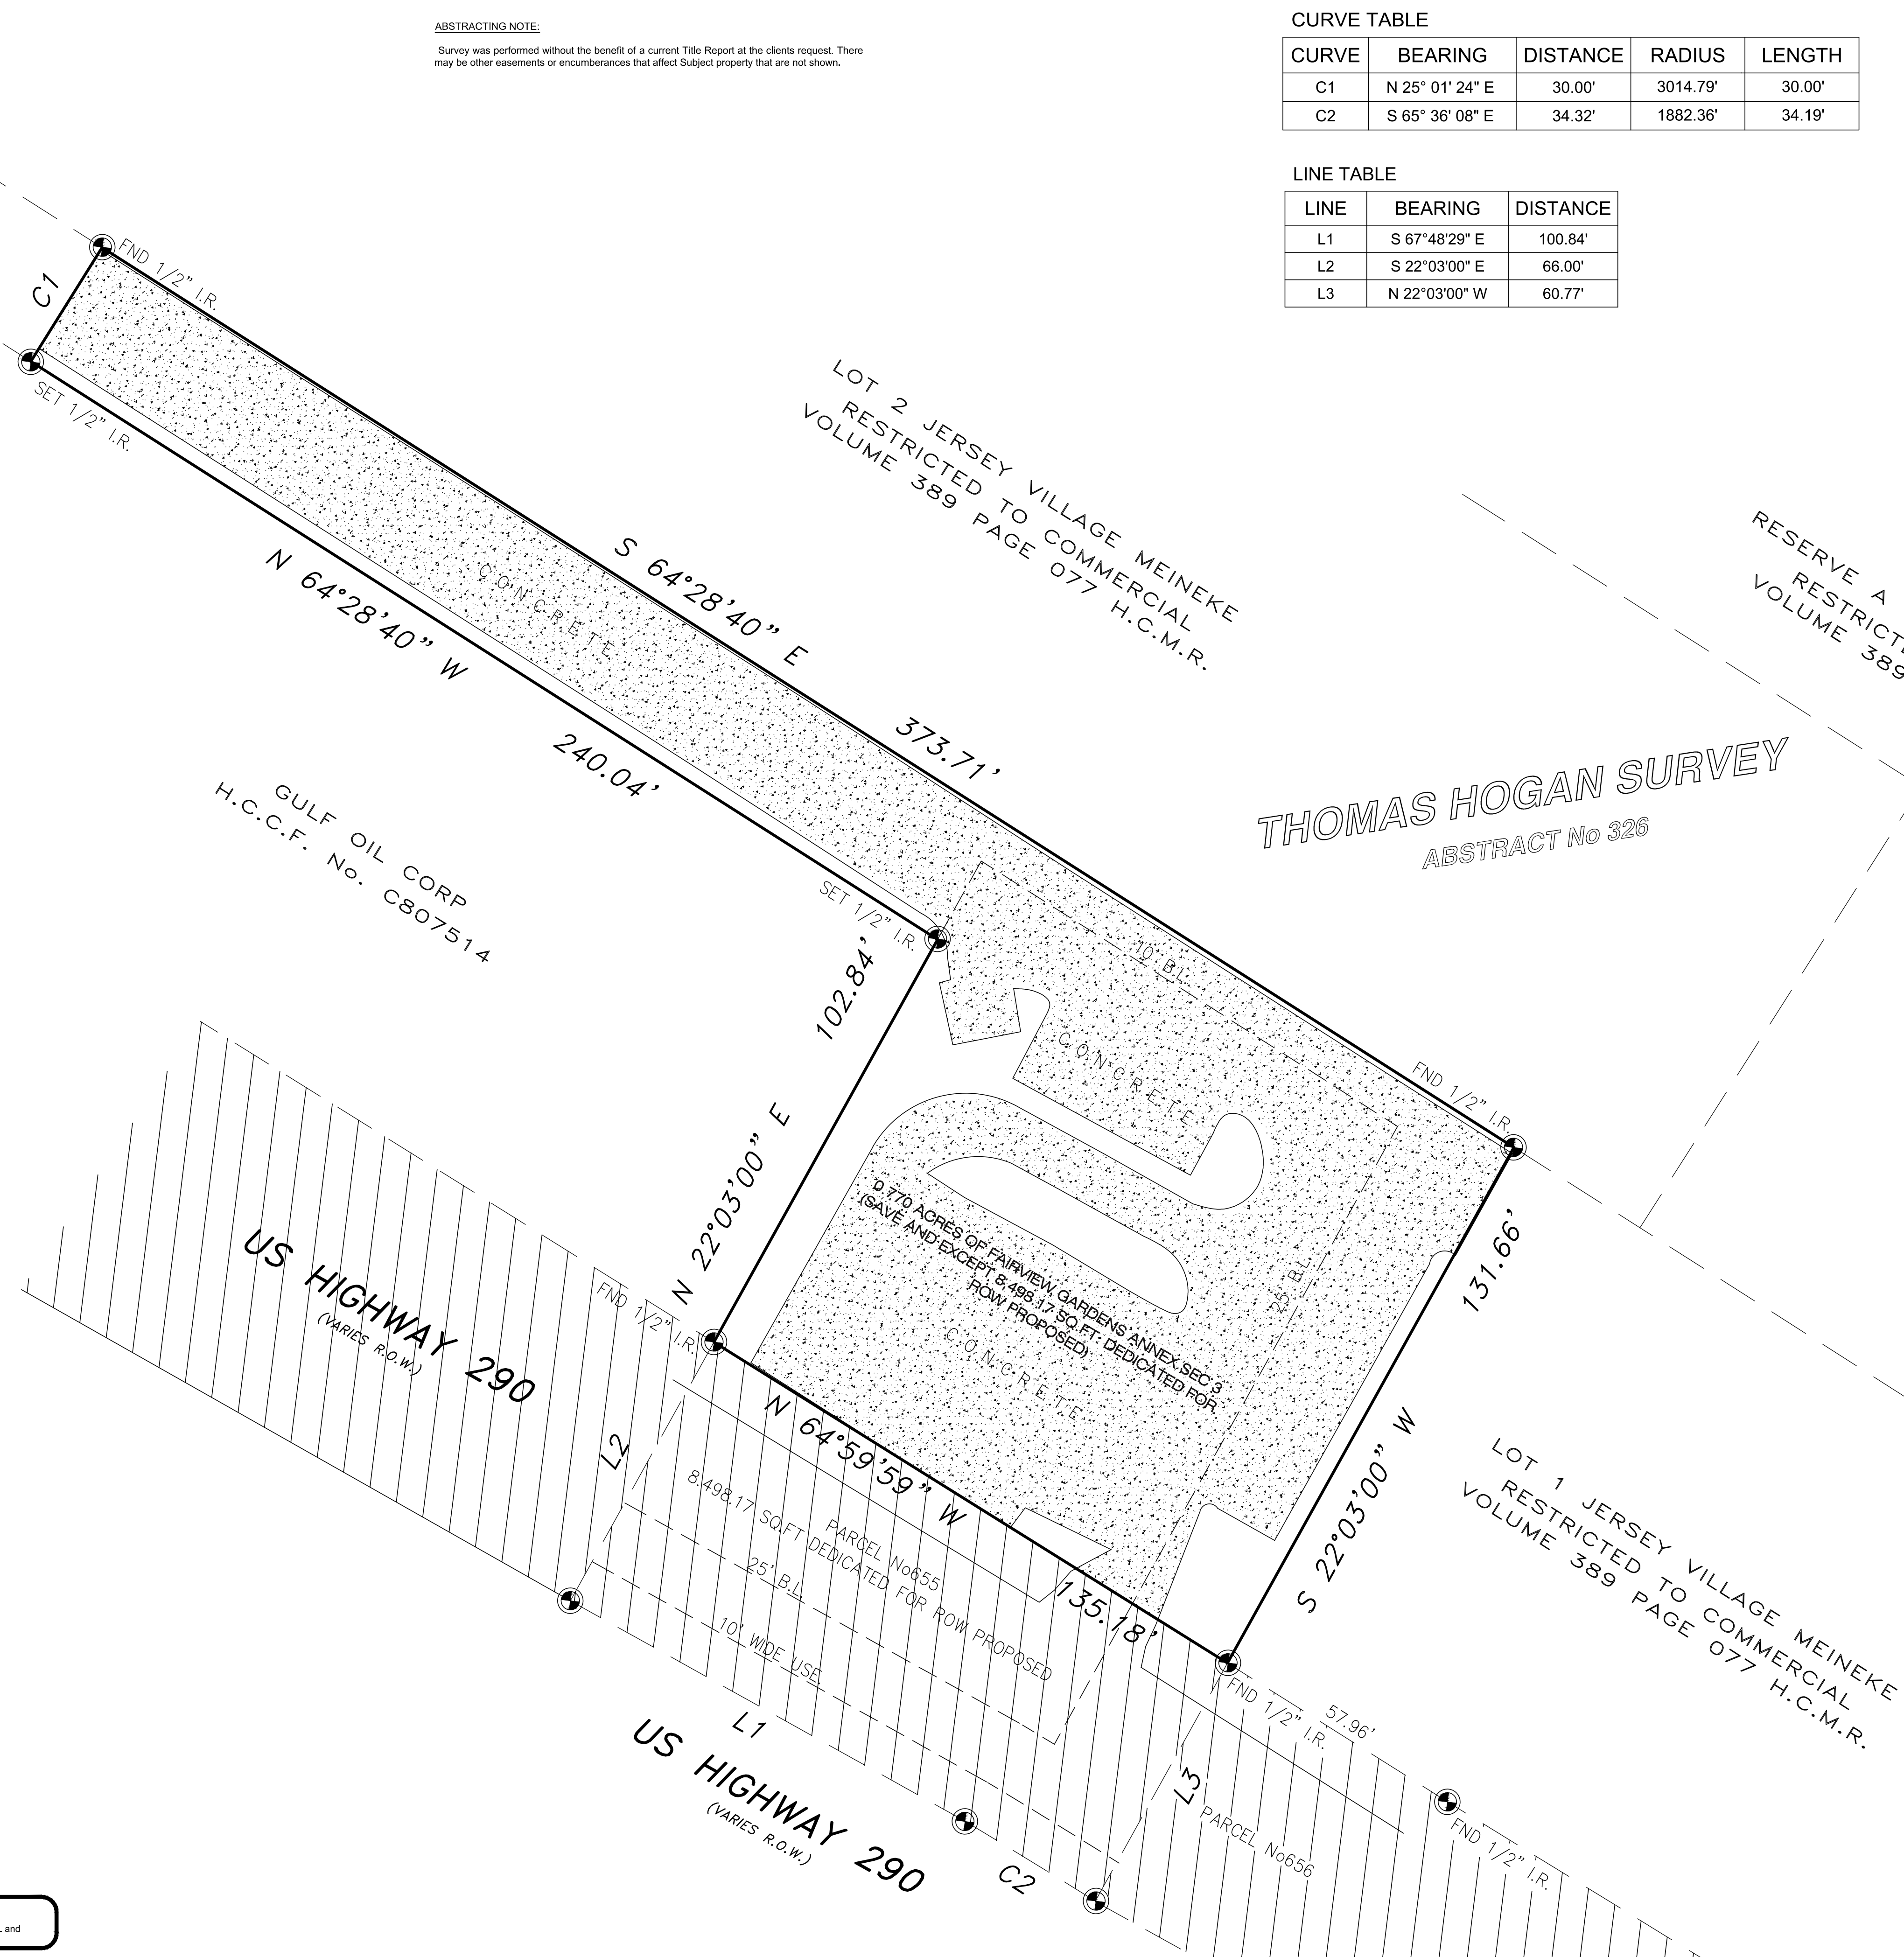 ABSTRACTING NOTE:
Survey was performed without the benefit of a current Title Report at the clients request. There
may be other easements or encumberances that affect Subject property that are not shown.
CURVE TABLE
CURVE BEARING DISTANCE RADIUS LENGTH
C1 N 25° 01' 24" E 30.00' 3014.79' 30.00'
C2 S 65° 36' 08" E 34.32' 1882.36' 34.19'
LINE TABLE
LINE BEARING DISTANCE
L1 S 67°48'29" E 100.84'
L2 S 22°03'00" E 66.00'
L3 N 22°03'00" W 60.77'
FND 1/2" I.R.
C1
SET 1/2" I.R.
LOT 2 JERSEY VILLAGE MEINEKE
RESTRICTED TO COMMERCIAL
VOLUME 389 PAGE 077 H.C.M.R.
RESERVE A
RESTRICTE
VOLUME 389
S 64°28'40" E
373.71'
CONCRETE
N 64°28'40" W
240.04'
THOMAS HOGAN SURVEY
ABSTRACT No 326
GULF OIL CORP
H.C.C.F. No. C807514
SET 1/2" I.R.
10' B.L.
102.84'
N 22°03'00" E
CONCRETE
FND 1/2" I.R.
131.66'
S 22°03'00" W
0.770 ACRES OF FAIRVIEW GARDENS ANNEX SEC 3
(SAVE AND EXCEPT 8,498.17 SQ.FT. DEDICATED FOR
ROW PROPOSED)
25' B.L.
CONCRETE
US HIGHWAY 290
(VARIES R.O.W.)
FND 1/2" I.R.
L2
N 64°59'59" W
135.18'
PARCEL No655
8,498.17 SQ.FT DEDICATED FOR ROW PROPOSED
25' B.L.
10' WIDE USE.
LOT 1 JERSEY VILLAGE MEINEKE
RESTRICTED TO COMMERCIAL
VOLUME 389 PAGE 077 H.C.M.R.
FND 1/2" I.R.
57.96'
L1
US HIGHWAY 290
(VARIES R.O.W.)
L3
PARCEL No656
FND 1/2" I.R.
C2
and